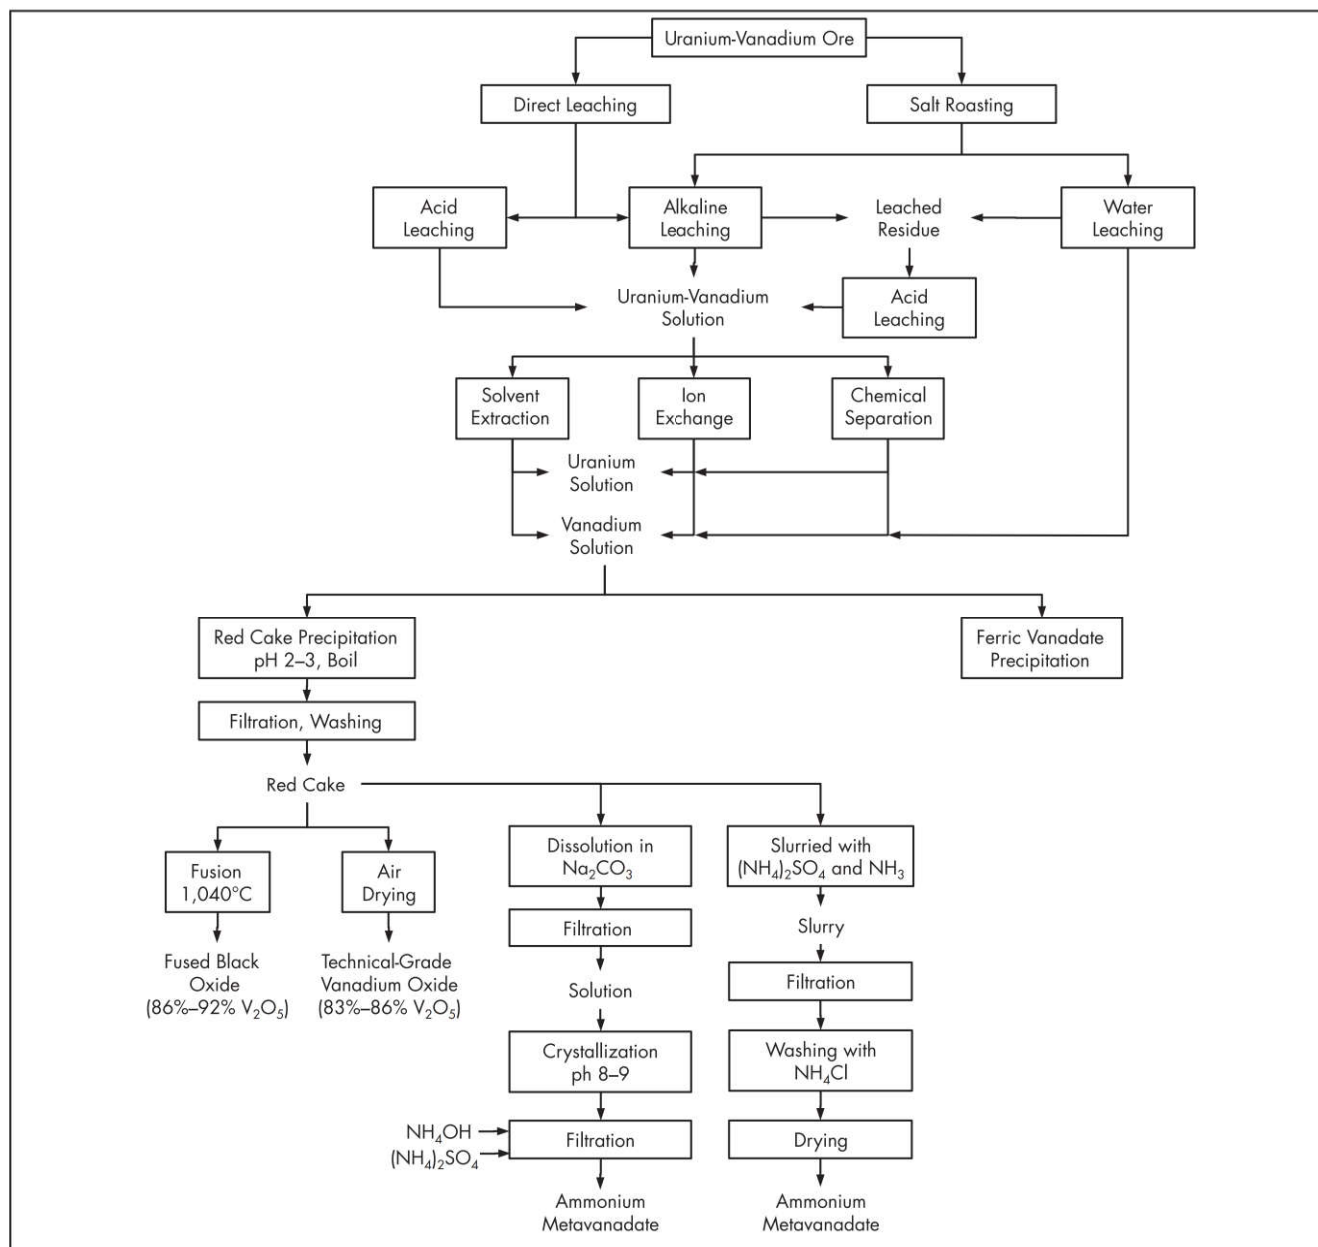 Uranium-Vanadium Ore
Direct Leaching
Salt Roasting
Acid
Leaching
Alkaline
Leaching
Leached
Residue
Water
Leaching
Uranium-Vanadium
Solution
Acid
Leaching
Solvent
Extraction
Ion
Exchange
Chemical
Separation
Uranium
Solution
Vanadium
Solution
Red Cake Precipitation
pH 2–3, Boil
Ferric Vanadate
Precipitation
Filtration, Washing
Red Cake
Fusion
1,040°C
Air
Drying
Dissolution in
Na₂CO₃
Slurried with
(NH₄)₂SO₄ and NH₃
Fused Black
Oxide
(86%–92% V₂O₅)
Technical-Grade
Vanadium Oxide
(83%–86% V₂O₅)
Filtration
Slurry
Solution
Filtration
Crystallization
ph 8–9
Washing with
NH₄Cl
NH₄OH
(NH₄)₂SO₄
Filtration
Drying
Ammonium
Metavanadate
Ammonium
Metavanadate